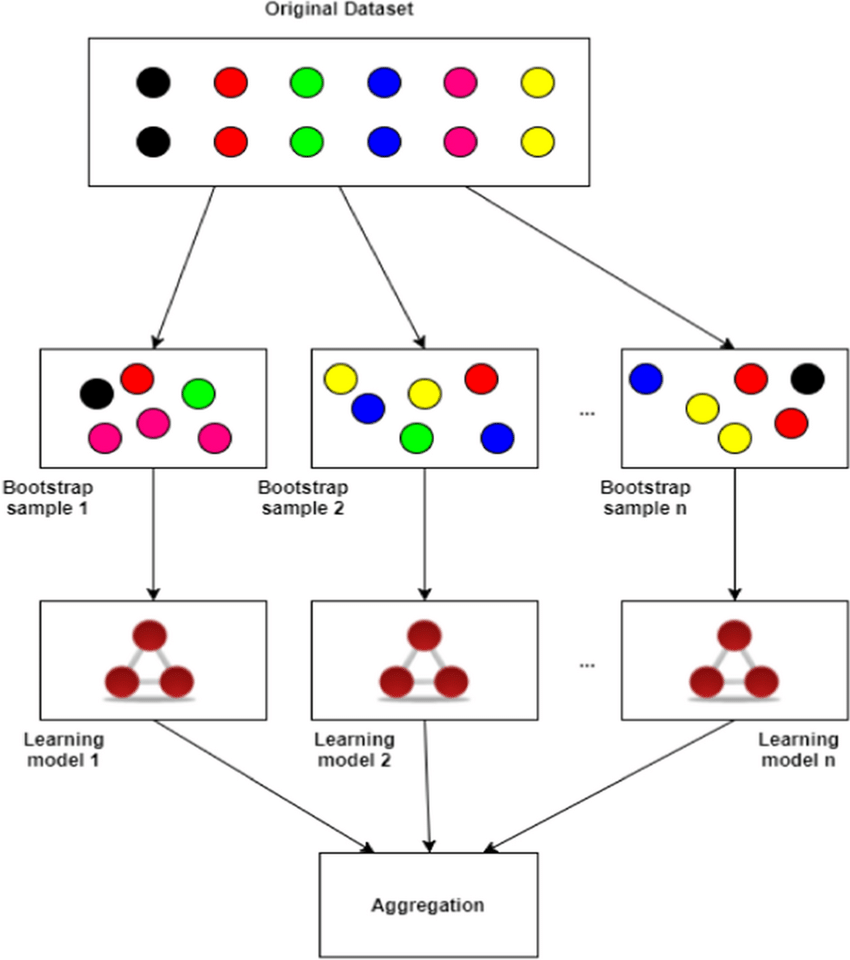 Original Dataset
Bootstrap
sample 1
Bootstrap
sample 2
...
Bootstrap
sample n
Learning
model 1
Learning
model 2
...
Learning
model n
Aggregation